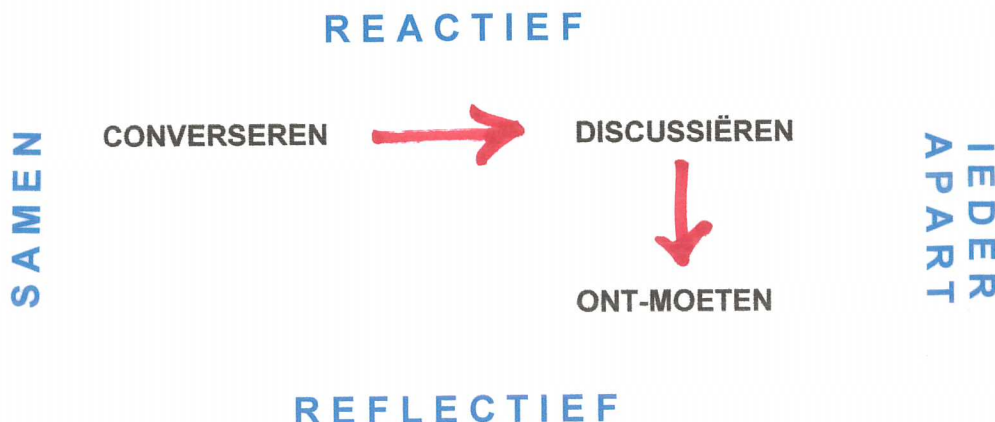 REACTIEF
SAMEN
CONVERSEREN
DISCUSSIËREN
IEDER
APART
ONT-MOETEN
REFLECTIEF